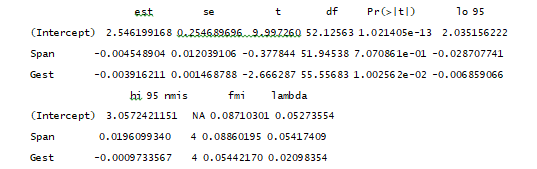 est se t df Pr(>|t|) lo 95
(Intercept) 2.546199168 0.254689696 9.997260 52.12563 1.021405e-13 2.035156222
Span -0.004548904 0.012039106 -0.377844 51.94538 7.070861e-01 -0.028707741
Gest -0.003916211 0.001468788 -2.666287 55.55683 1.002562e-02 -0.006859066
hi 95 nmis fmi lambda
(Intercept) 3.0572421151 NA 0.08710301 0.05273554
Span 0.0196099340 4 0.08860195 0.05417409
Gest -0.0009733567 4 0.05442170 0.02098354